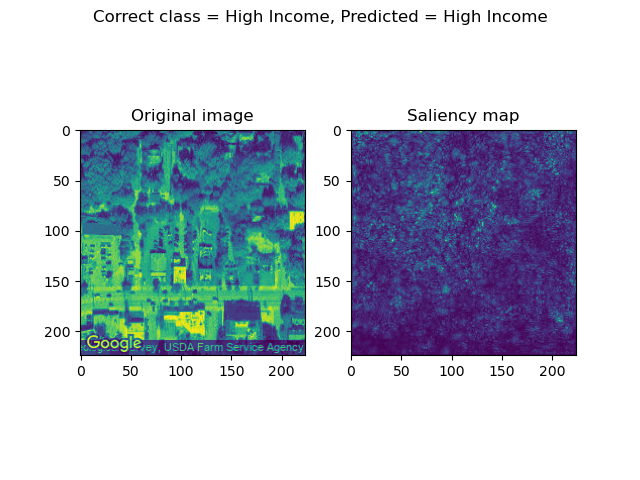 Correct class = High Income, Predicted = High Income
Original image
Saliency map
0
50
100
150
200
0 50 100 150 200
0
50
100
150
200
0 50 100 150 200
Google
vey, USDA Farm Service Agency